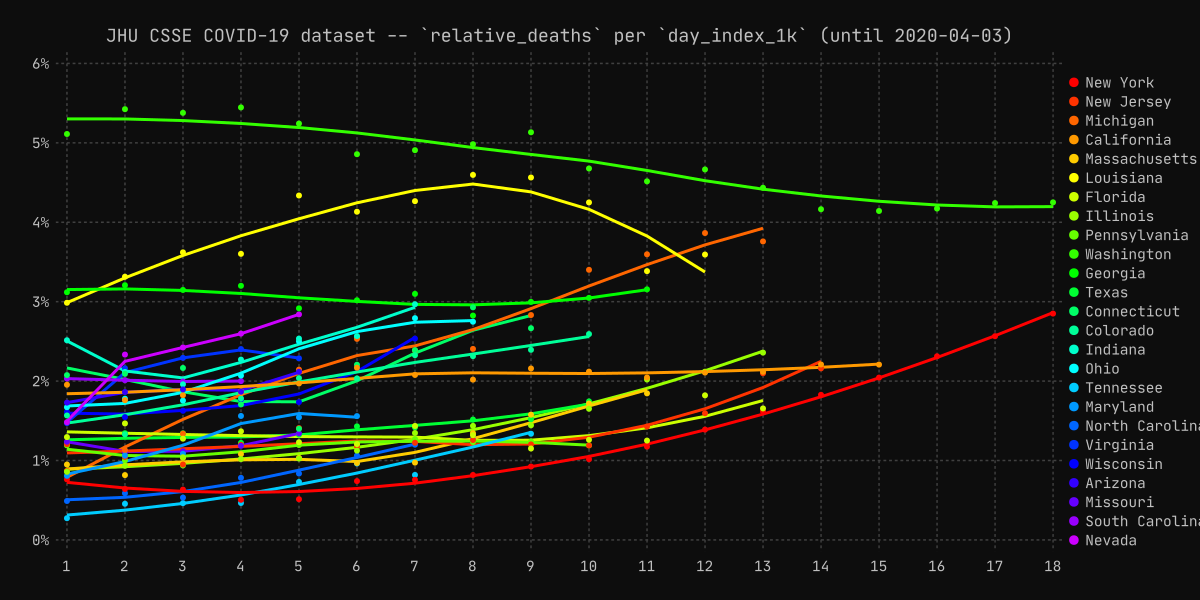 JHU CSSE COVID-19 dataset -- `relative_deaths` per `day_index_1k` (until 2020-04-03)
6%
5%
4%
3%
2%
1%
0%
1 2 3 4 5 6 7 8 9 10 11 12 13 14 15 16 17 18
New York
New Jersey
Michigan
California
Massachusetts
Louisiana
Florida
Illinois
Pennsylvania
Washington
Georgia
Texas
Connecticut
Colorado
Indiana
Ohio
Tennessee
Maryland
North Carolina
Virginia
Wisconsin
Arizona
Missouri
South Carolina
Nevada